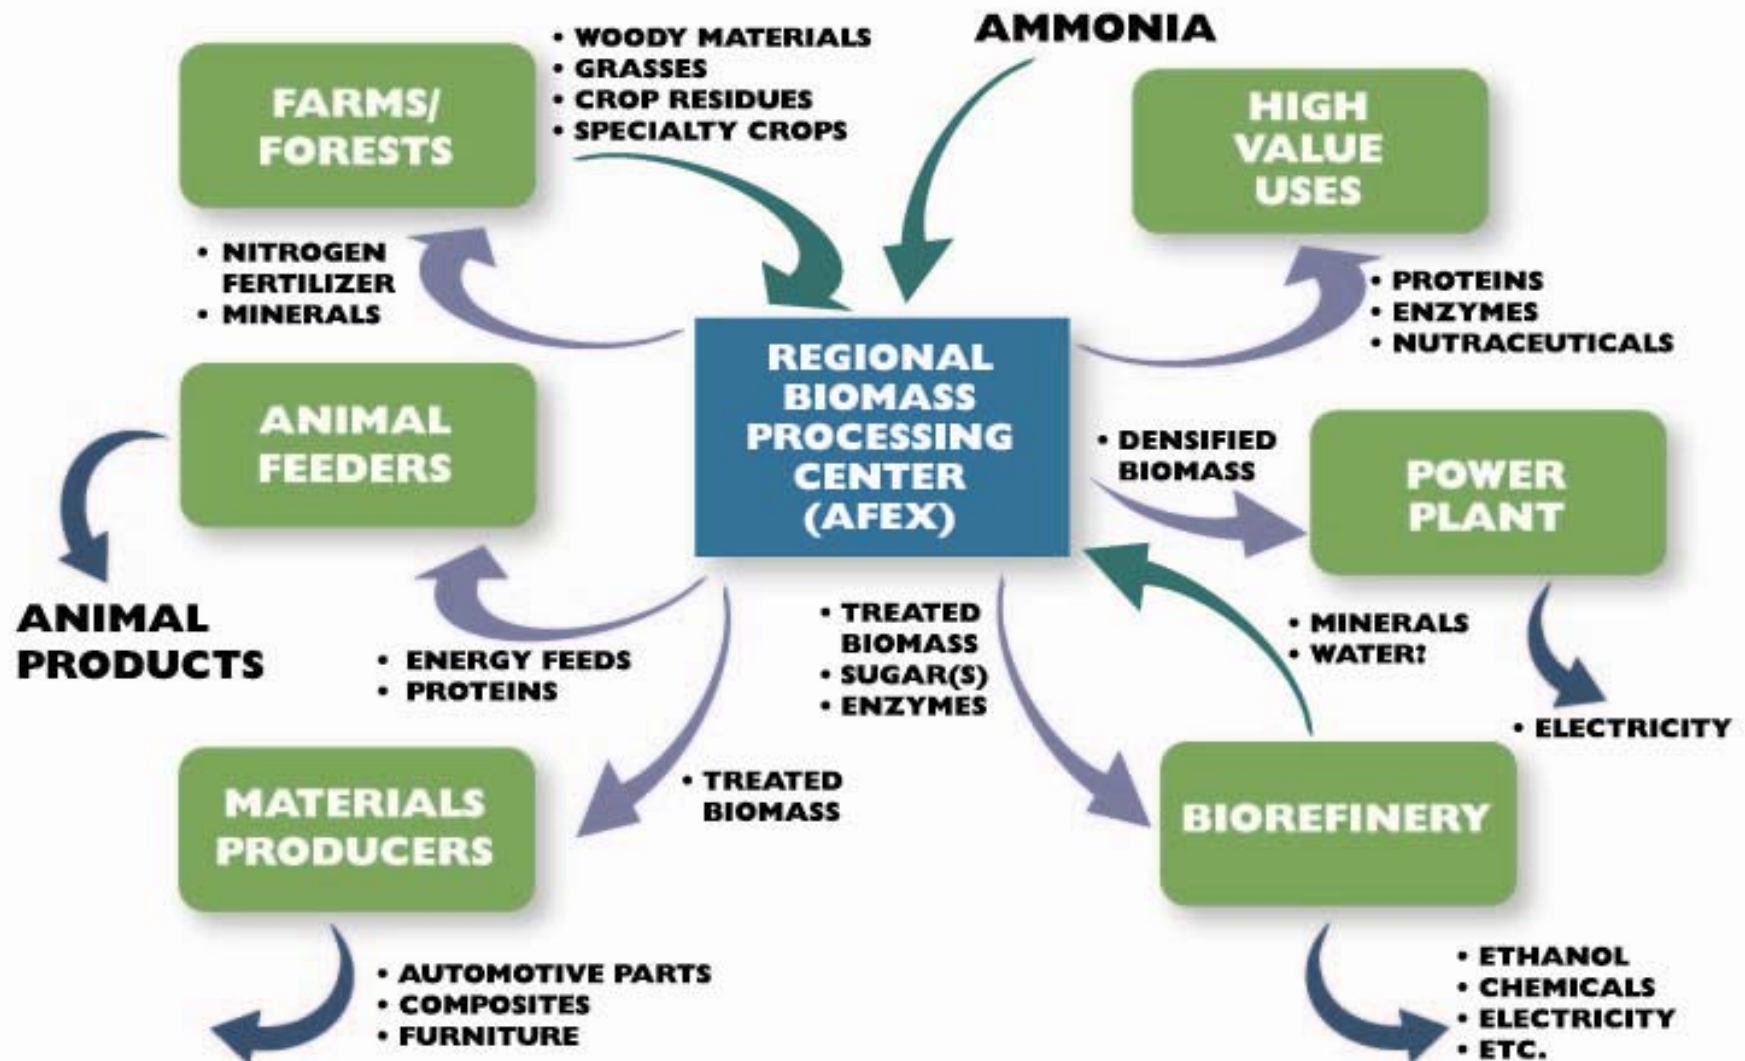 FARMS/
FORESTS
• WOODY MATERIALS
• GRASSES
• CROP RESIDUES
• SPECIALTY CROPS
AMMONIA
HIGH
VALUE
USES
• NITROGEN
FERTILIZER
• MINERALS
• PROTEINS
• ENZYMES
• NUTRACEUTICALS
REGIONAL
BIOMASS
PROCESSING
CENTER
(AFEX)
ANIMAL
FEEDERS
• DENSIFIED
BIOMASS
POWER
PLANT
ANIMAL
PRODUCTS
• ENERGY FEEDS
• PROTEINS
• TREATED
BIOMASS
• SUGAR(S)
• ENZYMES
• MINERALS
• WATER?
• ELECTRICITY
MATERIALS
PRODUCERS
• TREATED
BIOMASS
BIOREFINERY
• AUTOMOTIVE PARTS
• COMPOSITES
• FURNITURE
• ETHANOL
• CHEMICALS
• ELECTRICITY
• ETC.